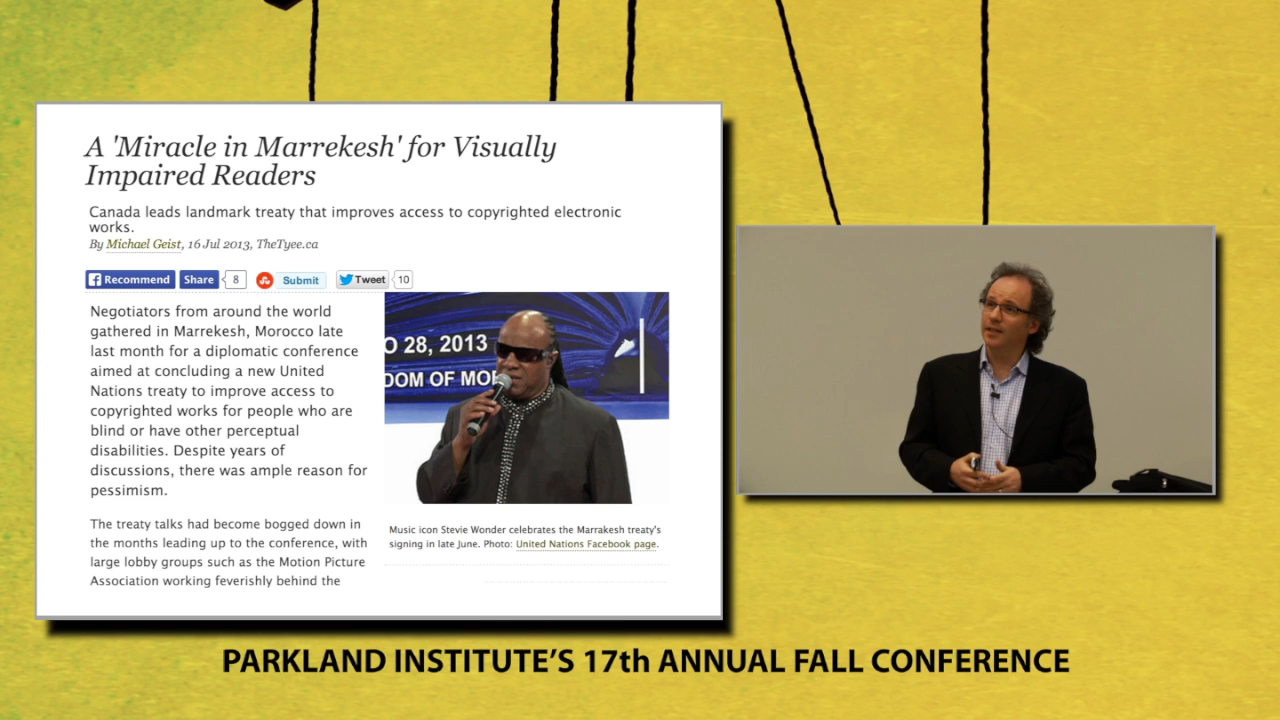 A 'Miracle in Marrekesh' for Visually
Impaired Readers
Canada leads landmark treaty that improves access to copyrighted electronic
works.
By Michael Geist, 16 Jul 2013, TheTyee.ca
Recommend Share 8 Submit Tweet 10
Negotiators from around the world
gathered in Marrekesh, Morocco late
last month for a diplomatic conference
aimed at concluding a new United
Nations treaty to improve access to
copyrighted works for people who are
blind or have other perceptual
disabilities. Despite years of
discussions, there was ample reason for
pessimism.
The treaty talks had become bogged down in
the months leading up to the conference, with
large lobby groups such as the Motion Picture
Association working feverishly behind the
O 28, 2013
DOM OF MO
Music icon Stevie Wonder celebrates the Marrakesh treaty's
signing in late June. Photo: United Nations Facebook page.
PARKLAND INSTITUTE'S 17th ANNUAL FALL CONFERENCE